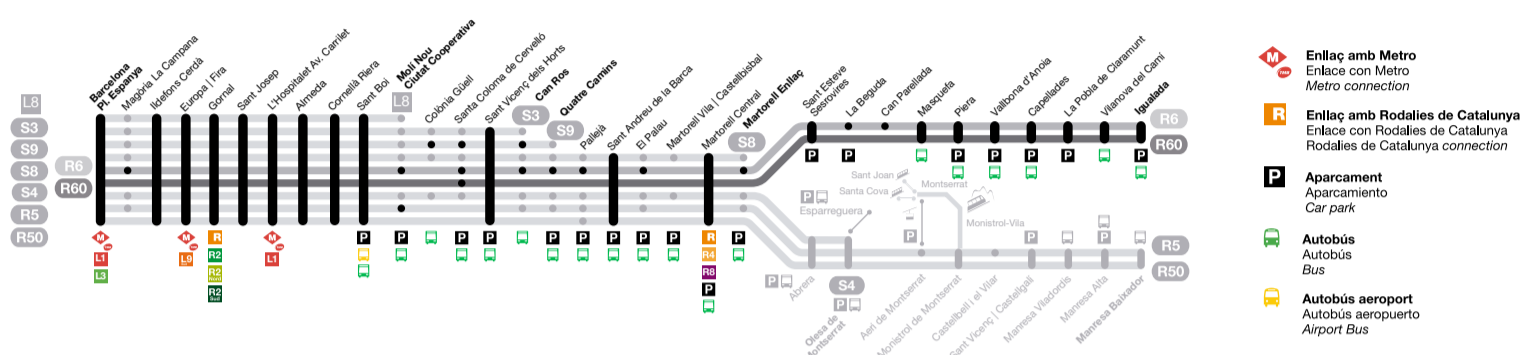 L8
S3
S9
R6
S8
R60
S4
R5
R50
Barcelona
Pl. Espanya
Magòria La Campana
Ildefons Cerdà
Europa | Fira
Gornal
Sant Josep
L'Hospitalet Av. Carrilet
Almeda
Cornellà Riera
Sant Boi
Molí Nou
Ciutat Cooperativa
L8
Colònia Güell
Santa Coloma de Cervelló
Sant Vicenç dels Horts
Can Ros
S3
Quatre Camins
S9
Pallejà
Sant Andreu de la Barca
El Palau
Martorell Vila | Castellbisbal
Martorell Central
Martorell Enllaç
S8
Sant Esteve
Sesrovires
La Beguda
Can Parellada
Masquefa
Piera
Vallbona d'Anoia
Capellades
La Pobla de Claramunt
Vilanova del Camí
Igualada
R6
R60
P
P
P
P
P
P
P
P
Sant Joan
Santa Cova
Montserrat
P
Esparreguera
Monistrol-Vila
P
P
P
P
R5
R50
P
Abrera
S4
P
Olesa de
Montserrat
Aeri de Montserrat
Monistrol de Montserrat
Castellbell i el Vilar
Sant Vicenç | Castellgalí
Manresa Viladordis
Manresa Alta
Manresa Baixador
M
L1
L3
M
L9
R
R2
R2
Nord
R2
Sud
M
L1
P
P
P
P
P
P
P
P
P
R
R4
R8
P
P
M
Enllaç amb Metro
Enlace con Metro
Metro connection
R
Enllaç amb Rodalies de Catalunya
Enlace con Rodalies de Catalunya
Rodalies de Catalunya connection
P
Aparcament
Aparcamiento
Car park
Autobús
Autobús
Bus
Autobús aeroport
Autobús aeropuerto
Airport Bus